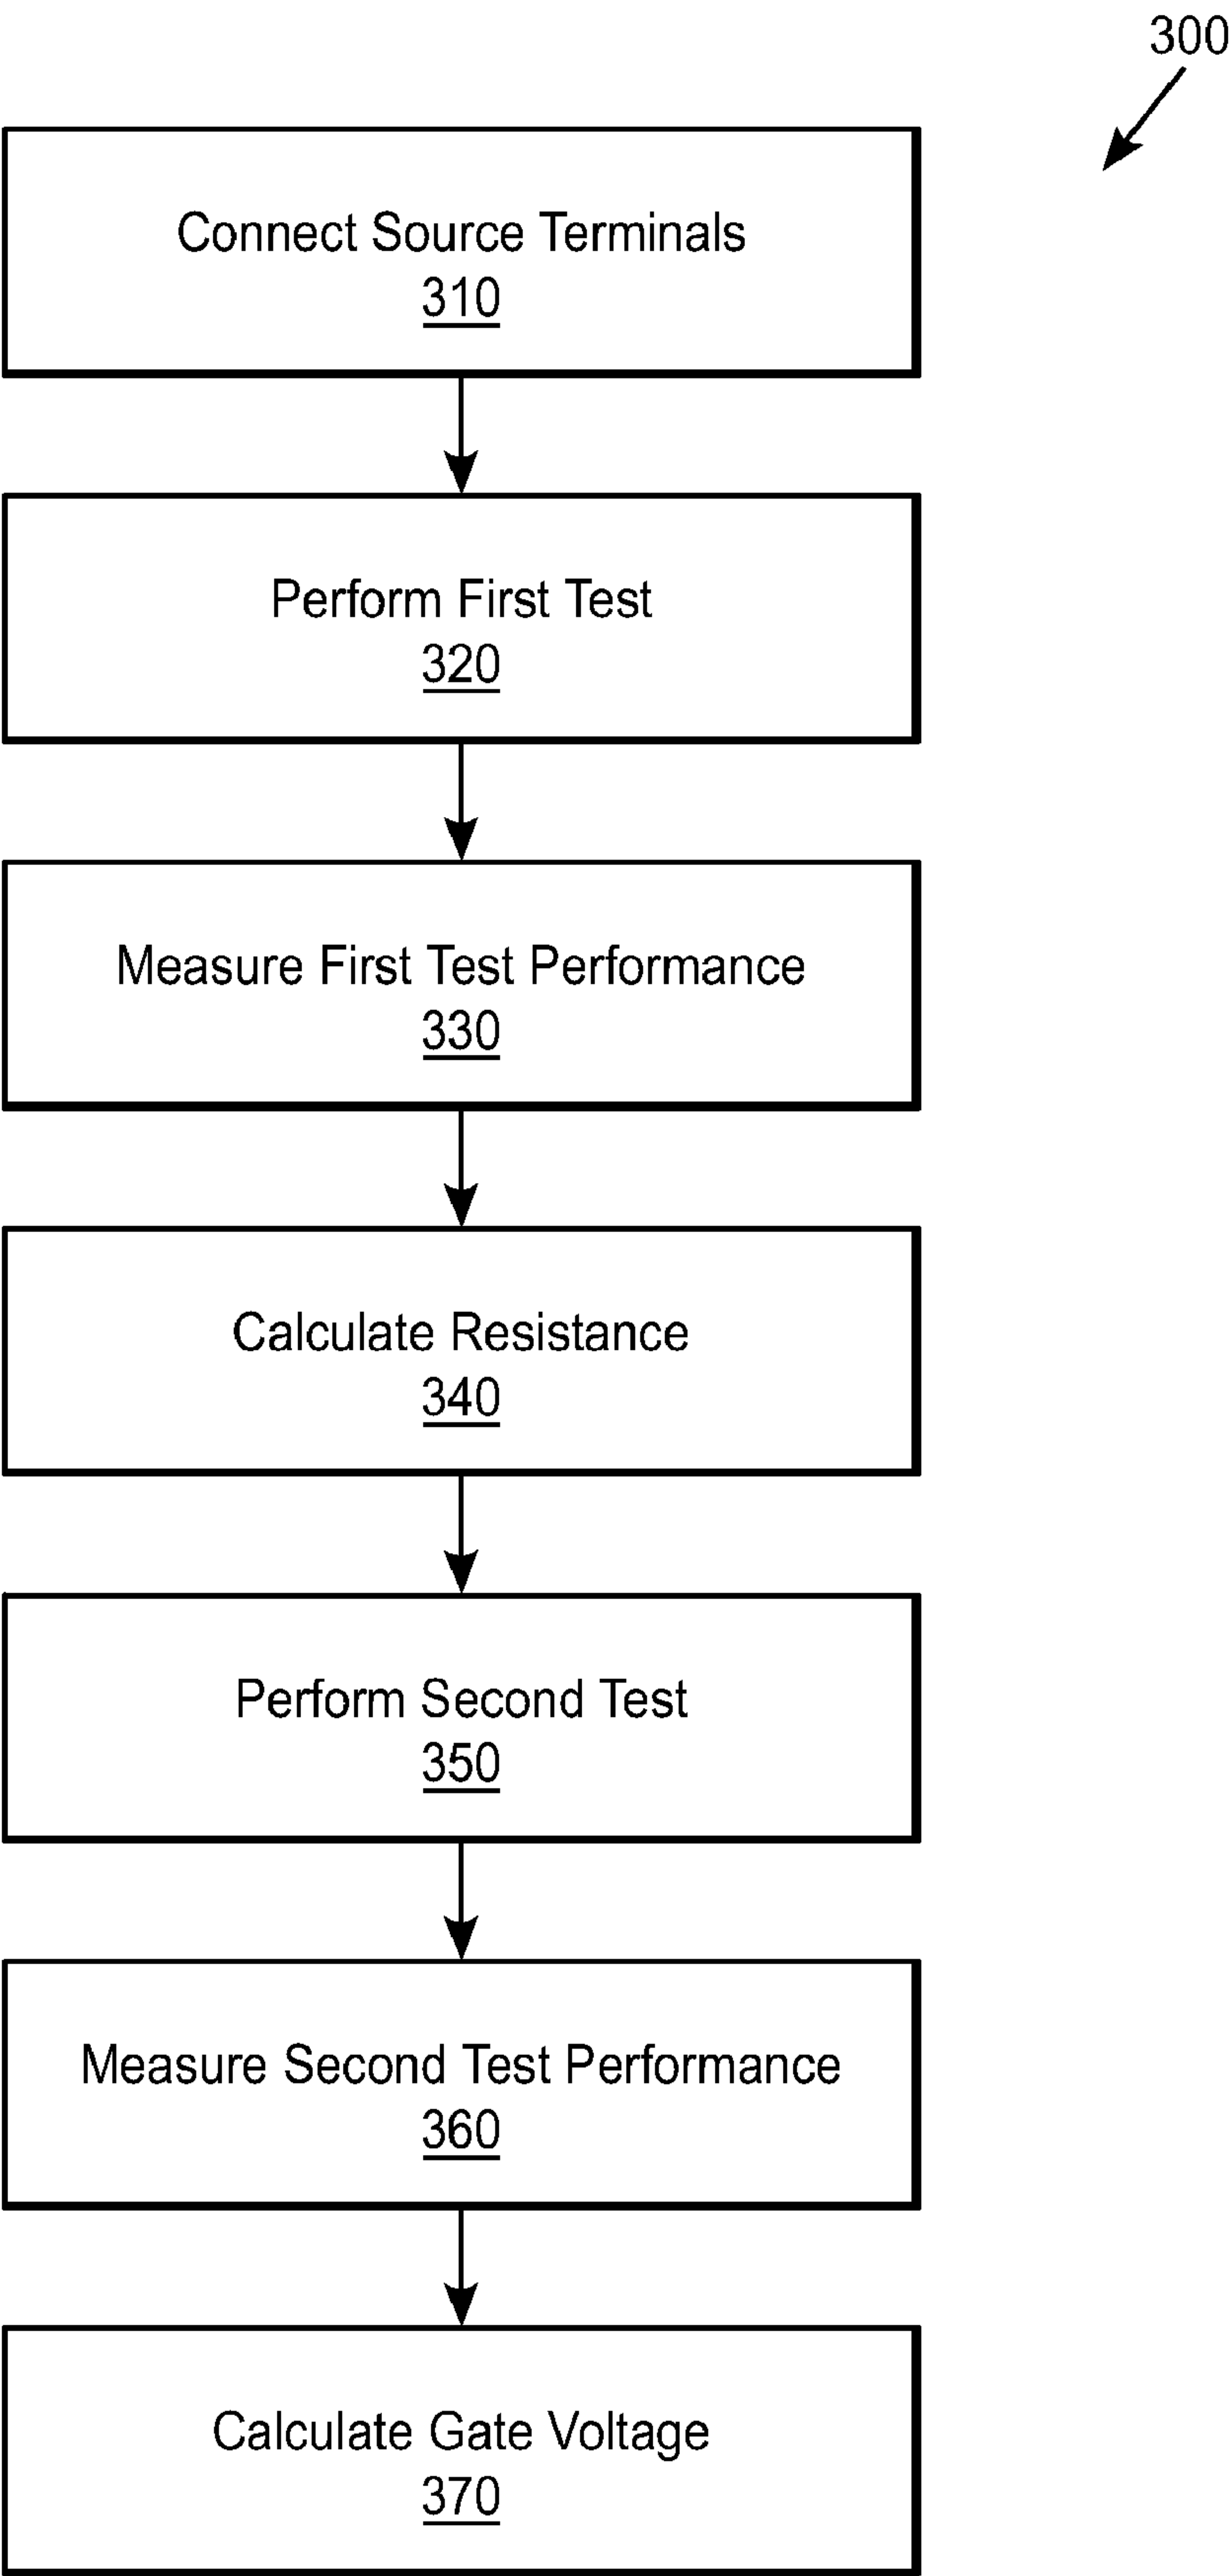 300
Connect Source Terminals
310
Perform First Test
320
Measure First Test Performance
330
Calculate Resistance
340
Perform Second Test
350
Measure Second Test Performance
360
Calculate Gate Voltage
370